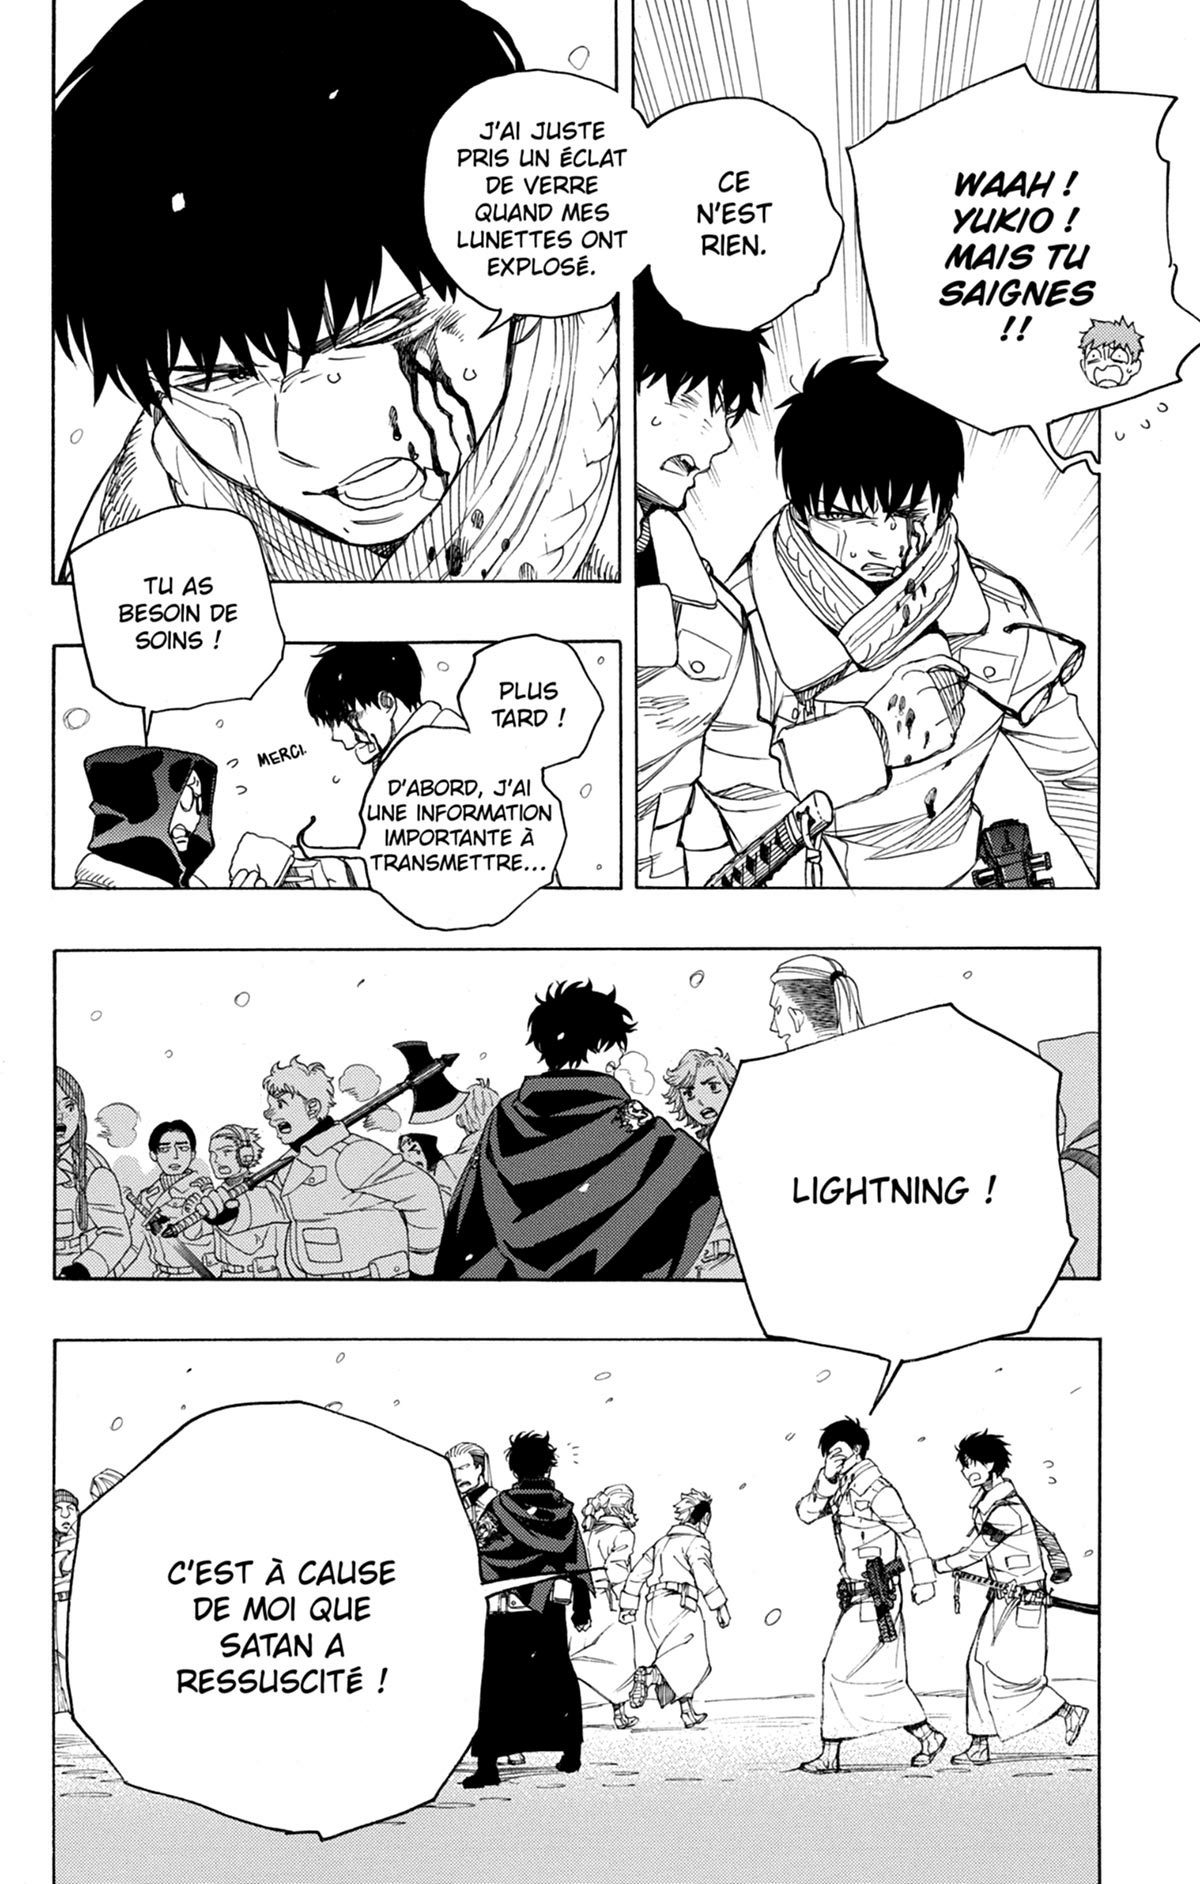 WAAH !
YUKIO !
MAIS TU
SAIGNES
!!
CE
N'EST
RIEN.
J'AI JUSTE
PRIS UN ÉCLAT
DE VERRE
QUAND MES
LUNETTES ONT
EXPLOSÉ.
PLUS
TARD !
D'ABORD, J'AI
UNE INFORMATION
IMPORTANTE À
TRANSMETTRE...
MERCI.
TU AS
BESOIN DE
SOINS !
LIGHTNING !
C'EST À CAUSE
DE MOI QUE
SATAN A
RESSUSCITÉ !